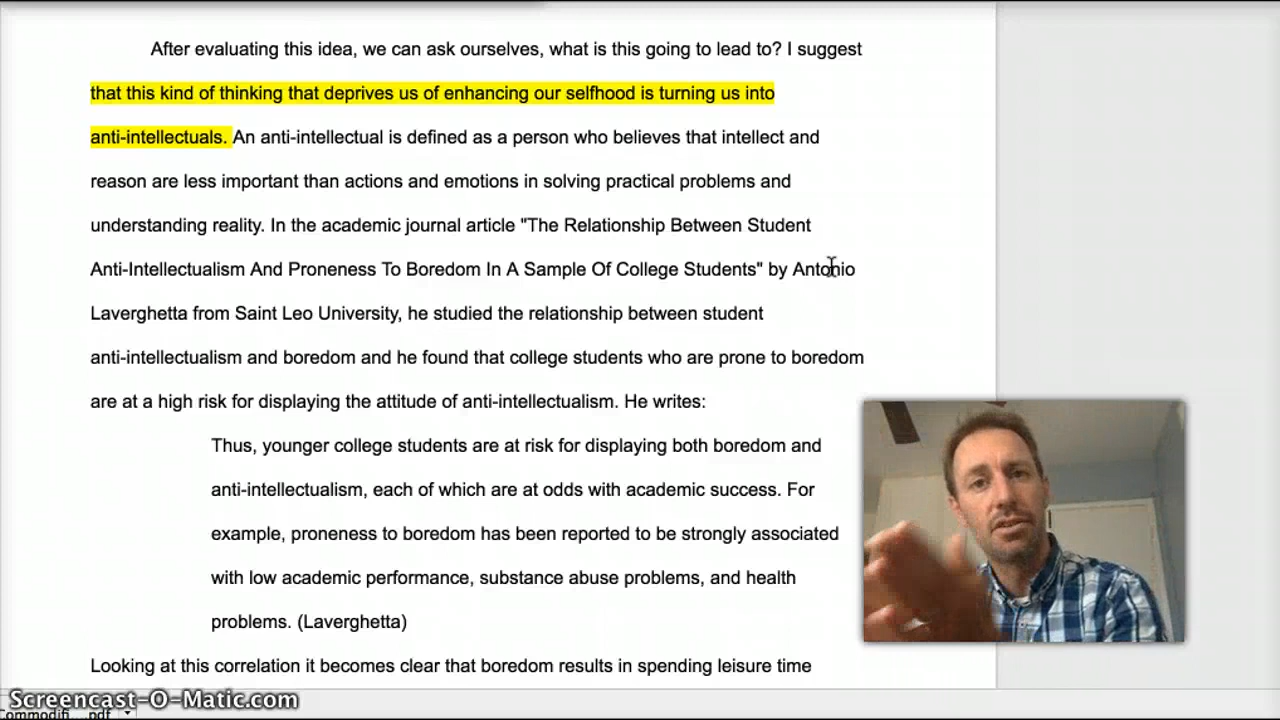 After evaluating this idea, we can ask ourselves, what is this going to lead to? I suggest
that this kind of thinking that deprives us of enhancing our selfhood is turning us into
anti-intellectuals. An anti-intellectual is defined as a person who believes that intellect and
reason are less important than actions and emotions in solving practical problems and
understanding reality. In the academic journal article "The Relationship Between Student
Anti-Intellectualism And Proneness To Boredom In A Sample Of College Students" by Antonio
Laverghetta from Saint Leo University, he studied the relationship between student
anti-intellectualism and boredom and he found that college students who are prone to boredom
are at a high risk for displaying the attitude of anti-intellectualism. He writes:
Thus, younger college students are at risk for displaying both boredom and
anti-intellectualism, each of which are at odds with academic success. For
example, proneness to boredom has been reported to be strongly associated
with low academic performance, substance abuse problems, and health
problems. (Laverghetta)
Looking at this correlation it becomes clear that boredom results in spending leisure time
Screencast-O-Matic.com
ommodifi....pdf